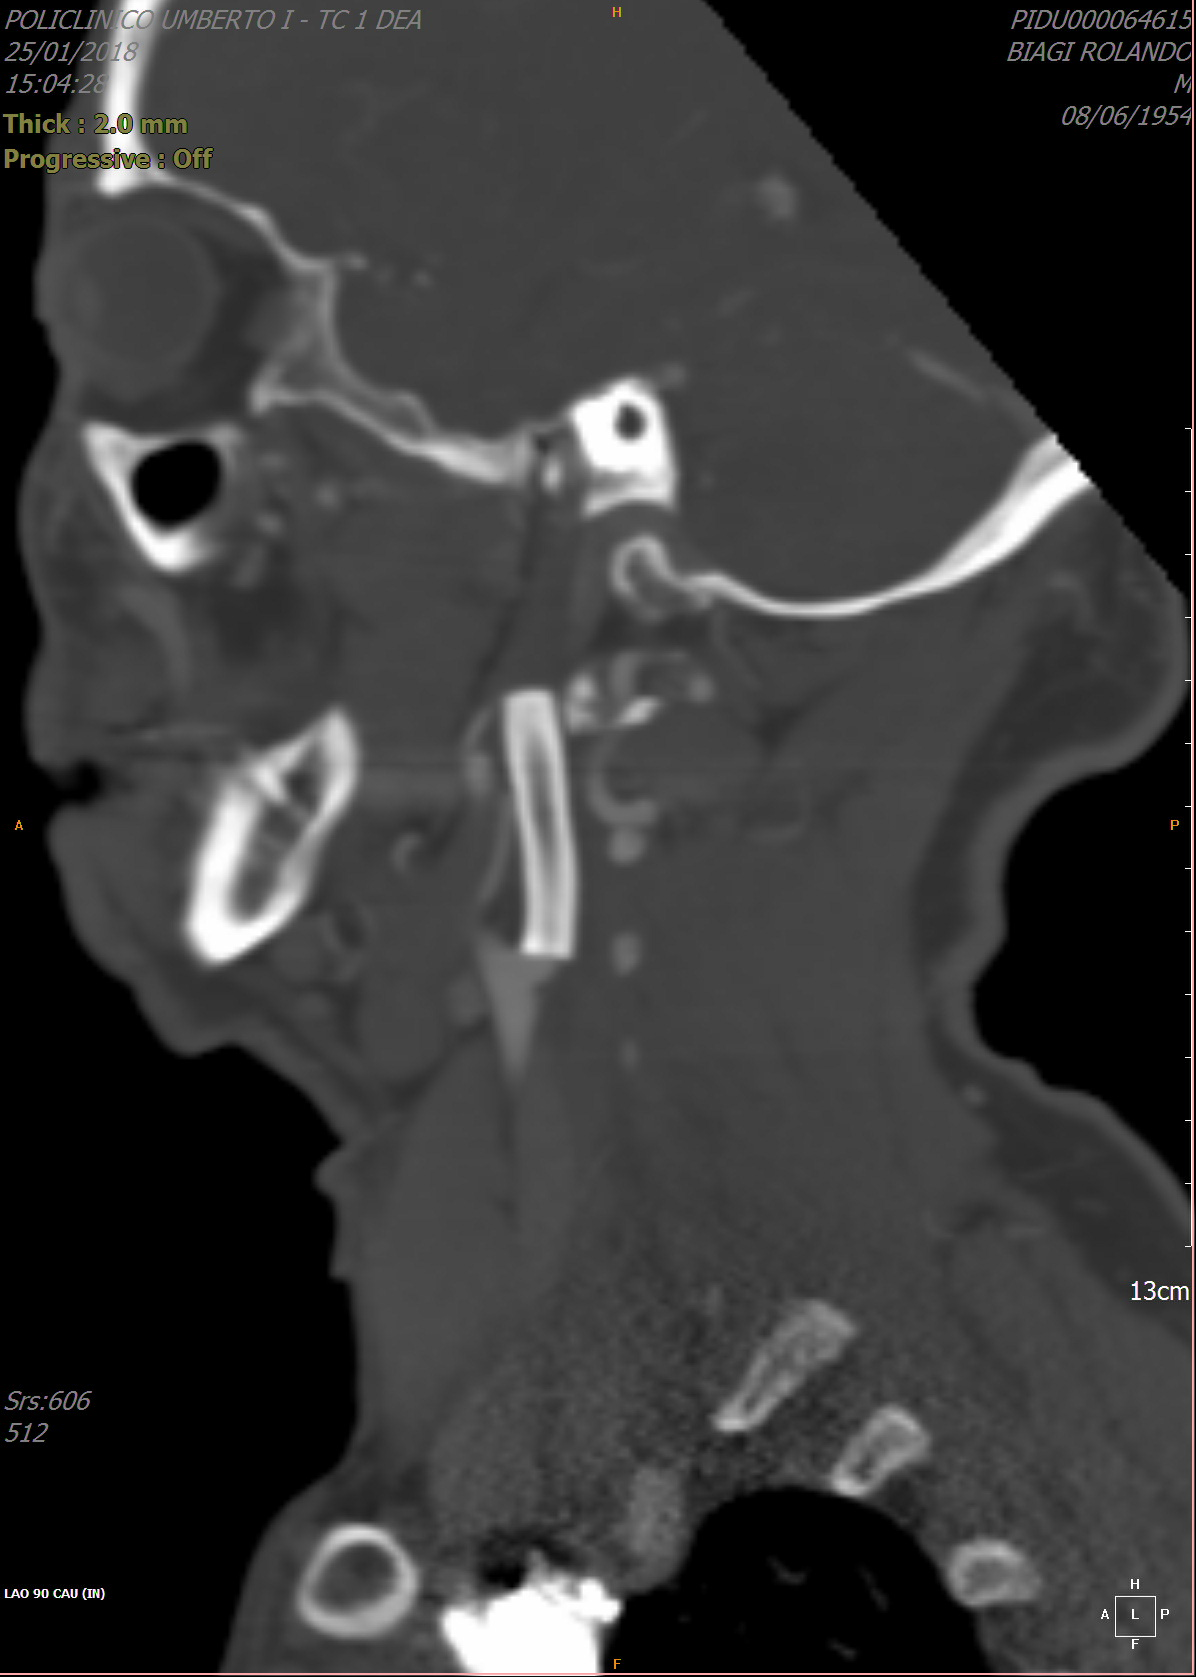 POLICLINICO UMBERTO I - TC 1 DEA
25/01/2018
15:04:28
Thick : 2.0 mm
Progressive : Off
H
PIDU000064615
BIAGI ROLANDO
M
08/06/1954
A
P
13cm
Srs:606
512
LAO 90 CAU (IN)
H
A L P
F
F